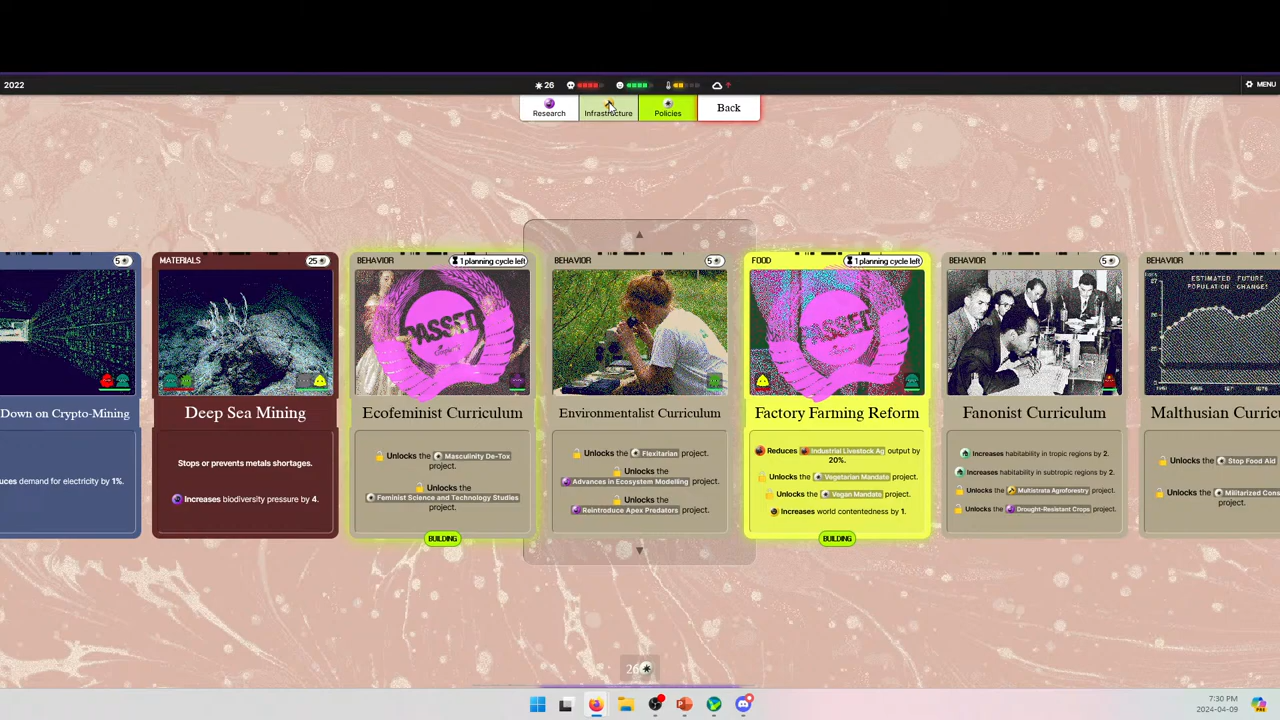 2022
26
MENU
Research
Infrastructure
Policies
Back
5
Down on Crypto-Mining
uces demand for electricity by 1%.
MATERIALS
25
Deep Sea Mining
Stops or prevents metals shortages.
Increases biodiversity pressure by 4.
BEHAVIOR
1 planning cycle left
PASSED
Ecofeminist Curriculum
Unlocks the Masculinity De-Tox
project.
Unlocks the
Feminist Science and Technology Studies
project.
BUILDING
BEHAVIOR
5
Environmentalist Curriculum
Unlocks the Flexitarian project.
Unlocks the
Advances in Ecosystem Modelling project.
Unlocks the
Reintroduce Apex Predators project.
FOOD
1 planning cycle left
PASSED
Factory Farming Reform
Reduces Industrial Livestock Ag output by
20%.
Unlocks the Vegetarian Mandato project.
Unlocks the Vegan Mandato project.
Increases world contentedness by 1.
BUILDING
BEHAVIOR
5
Fanonist Curriculum
Increases habitability in tropic regions by 2.
Increases habitability in subtropic regions by 2.
Unlocks the Multistrata Agroforestry project.
Unlocks the Drought-Resistant Crops project.
BEHAVIOR
ESTIMATED FUTURE
POPULATION CHANGE
Malthusian Curric
Unlocks the Stop Food Aid
Unlocks the Militarized Cons
project.
26
7:30 PM
2024-04-09